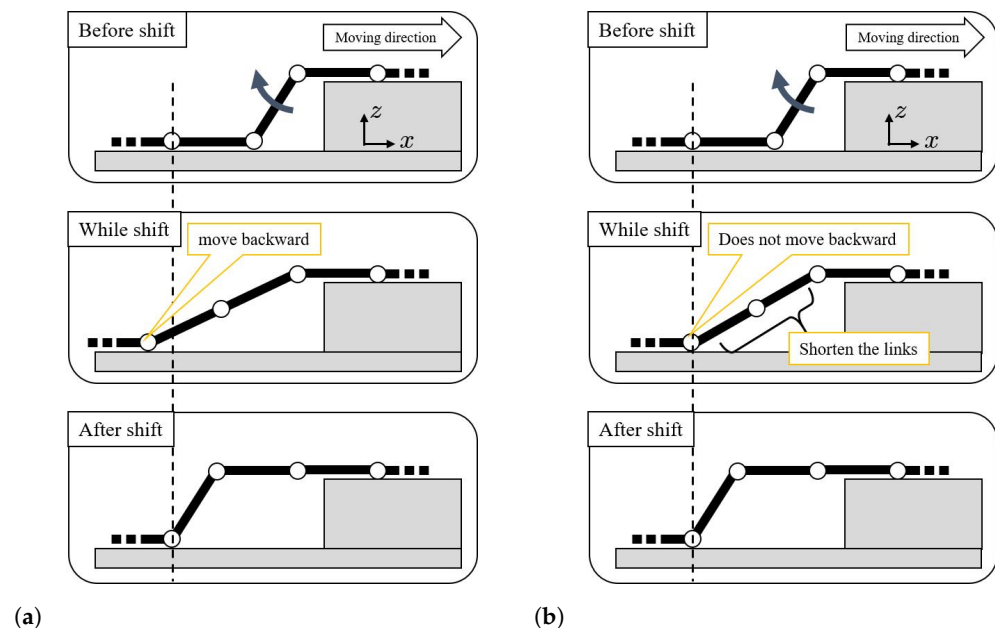 Before shift
Moving direction
z
x
While shift
move backward
After shift
(a)
Before shift
Moving direction
z
x
While shift
Does not move backward
Shorten the links
After shift
(b)